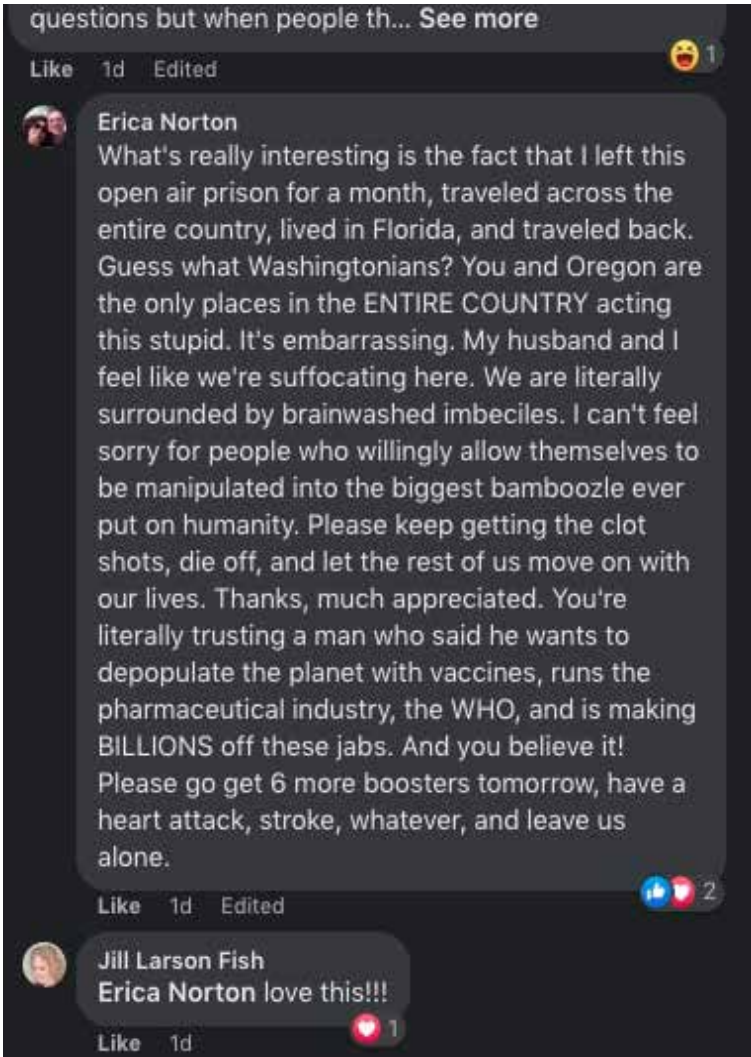 questions but when people th... See more
1
Like 1d Edited
Erica Norton
What's really interesting is the fact that I left this
open air prison for a month, traveled across the
entire country, lived in Florida, and traveled back.
Guess what Washingtonians? You and Oregon are
the only places in the ENTIRE COUNTRY acting
this stupid. It's embarrassing. My husband and I
feel like we're suffocating here. We are literally
surrounded by brainwashed imbeciles. I can't feel
sorry for people who willingly allow themselves to
be manipulated into the biggest bamboozle ever
put on humanity. Please keep getting the clot
shots, die off, and let the rest of us move on with
our lives. Thanks, much appreciated. You're
literally trusting a man who said he wants to
depopulate the planet with vaccines, runs the
pharmaceutical industry, the WHO, and is making
BILLIONS off these jabs. And you believe it!
Please go get 6 more boosters tomorrow, have a
heart attack, stroke, whatever, and leave us
alone.
2
Like 1d Edited
Jill Larson Fish
Erica Norton love this!!!
1
Like 1d